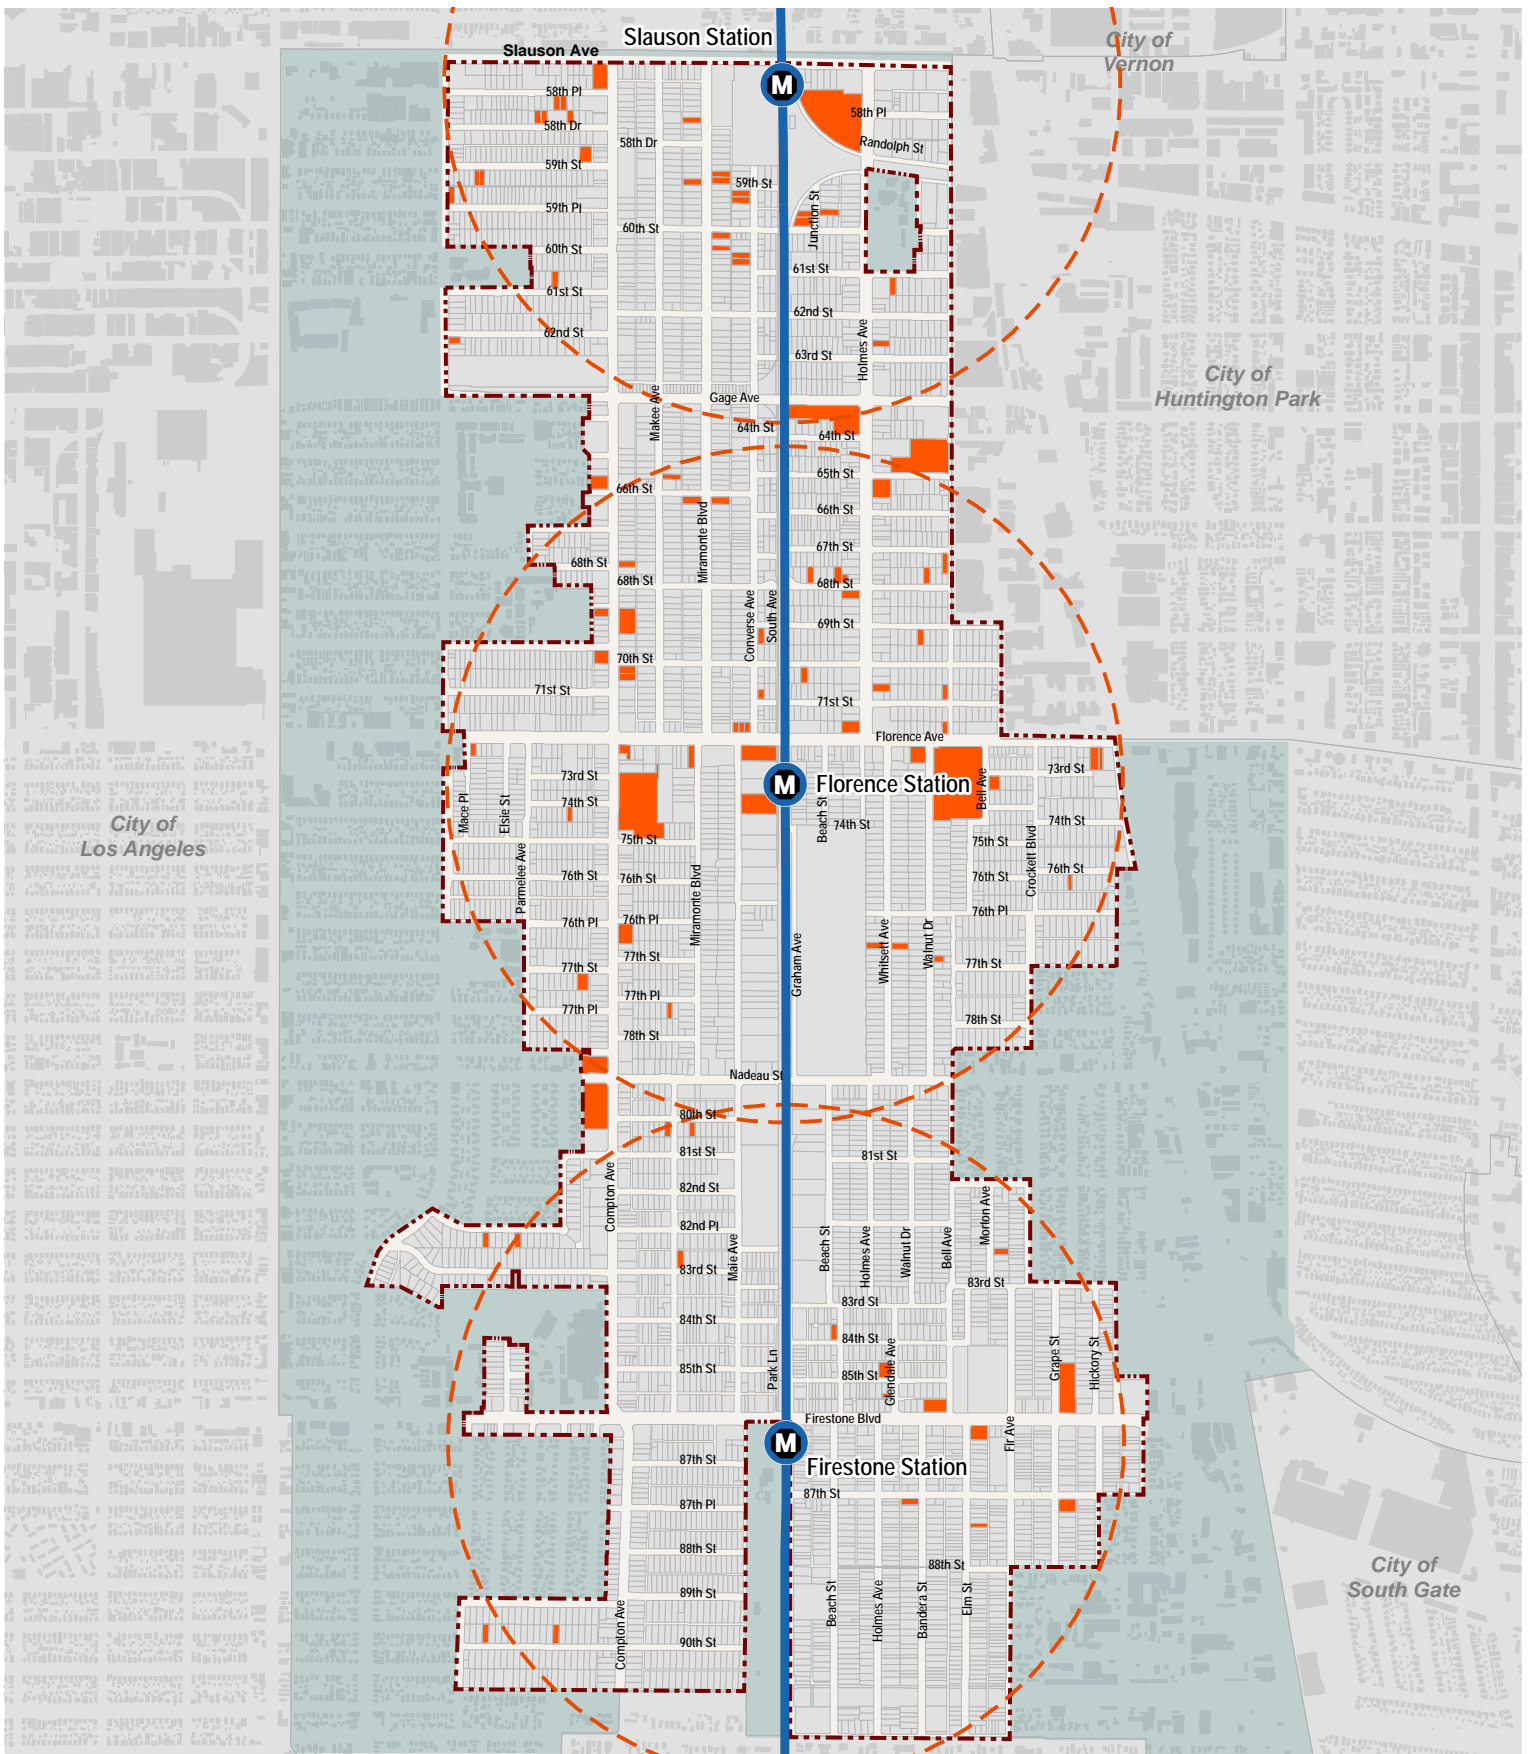 Slauson Station
City of
Vernon
Slauson Ave
M
58th Pl
58th Pl
58th Dr
58th Dr
Randolph St
59th St
59th St
59th Pl
Junction St
60th St
60th St
61st St
61st St
62nd St
62nd St
63rd St
Holmes Ave
City of
Huntington Park
Gage Ave
Makee Ave
64th St
64th St
65th St
66th St
66th St
Miramonte Blvd
67th St
68th St
68th St
68th St
Converse Ave
South Ave
69th St
70th St
71st St
71st St
Florence Ave
M
Florence Station
73rd St
73rd St
Bell Ave
74th St
Mace Pl
Elsie St
Beach St
74th St
74th St
City of
Los Angeles
75th St
75th St
Crockett Blvd
Parmelee Ave
76th St
76th St
76th St
76th St
Miramonte Blvd
76th Pl
76th Pl
76th Pl
Graham Ave
Whitsett Ave
Walnut Dr
77th St
77th St
77th St
77th Pl
77th Pl
78th St
78th St
Nadeau St
80th St
81st St
81st St
Compton Ave
82nd St
82nd Pl
Maie Ave
Beach St
Holmes Ave
Walnut Dr
Bell Ave
Morton Ave
83rd St
83rd St
83rd St
84th St
84th St
85th St
Park Ln
85th St
Glendale Ave
Grape St
Hickory St
Firestone Blvd
Fir Ave
M
Firestone Station
87th St
87th St
87th Pl
88th St
88th St
City of
South Gate
89th St
Compton Ave
Beach St
Holmes Ave
Bandera St
Elm St
90th St